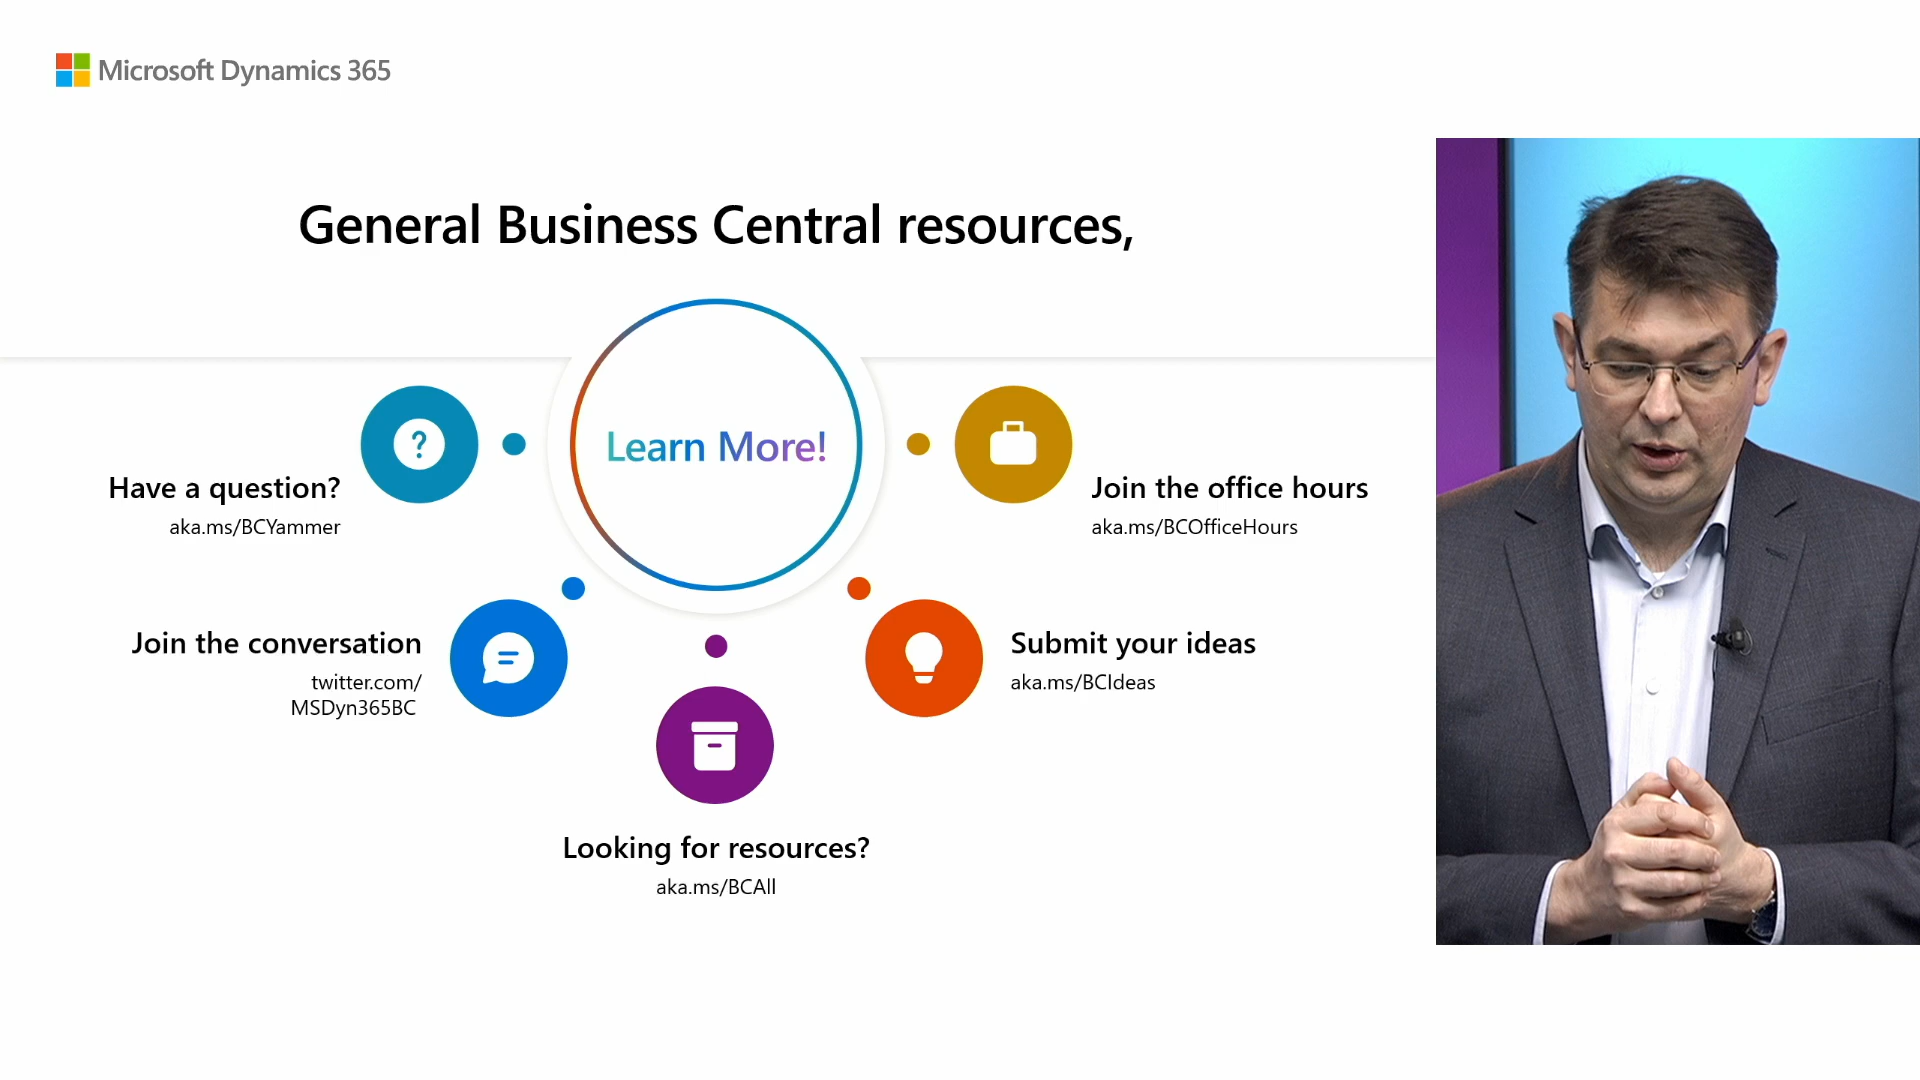 Microsoft Dynamics 365
General Business Central resources,
Learn More!
Have a question?
aka.ms/BCYammer
Join the conversation
twitter.com/
MSDyn365BC
Looking for resources?
aka.ms/BCAll
Submit your ideas
aka.ms/BCIdeas
Join the office hours
aka.ms/BCOfficeHours